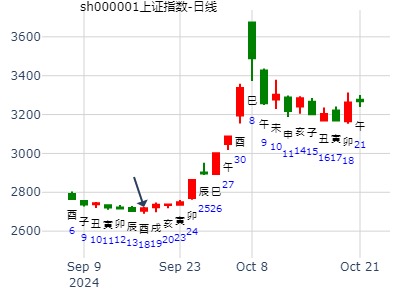 sh000001上证指数-日线
3600
3400
3200
3000
2800
2600
酉 子 丑 寅 卯 辰 酉 戌 亥 寅 卯 辰 巳 午 酉 巳 午 未 申 亥 子 丑 寅 卯 午
6 9 10 11 12 13 18 19 20 23 24 25 26 27 30 8 9 10 11 14 15 16 17 18 21
Sep 9 Sep 23 Oct 8 Oct 21
2024